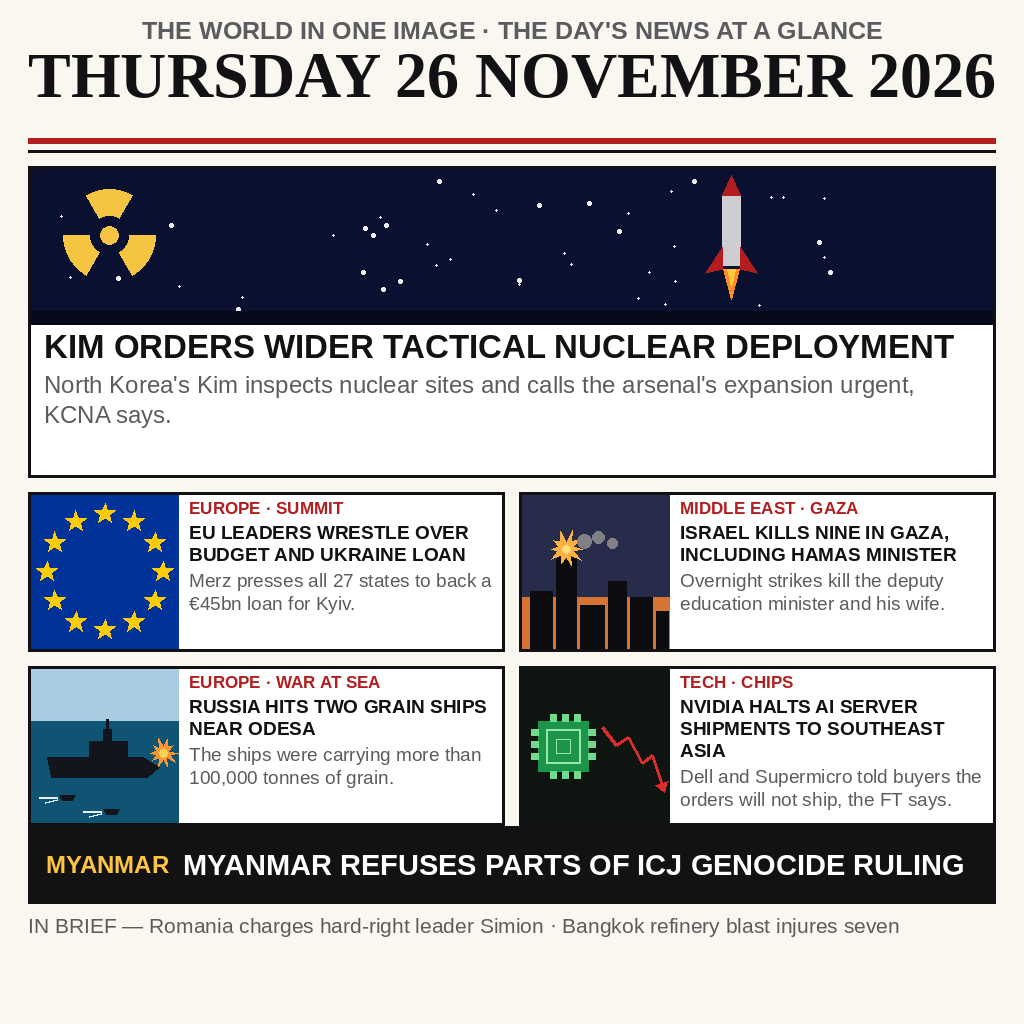 THE WORLD IN ONE IMAGE · THE DAY'S NEWS AT A GLANCE
THURSDAY 26 NOVEMBER 2026
KIM ORDERS WIDER TACTICAL NUCLEAR DEPLOYMENT
North Korea's Kim inspects nuclear sites and calls the arsenal's expansion urgent,
KCNA says.
EUROPE · SUMMIT
EU LEADERS WRESTLE OVER
BUDGET AND UKRAINE LOAN
Merz presses all 27 states to back a
€45bn loan for Kyiv.
MIDDLE EAST · GAZA
ISRAEL KILLS NINE IN GAZA,
INCLUDING HAMAS MINISTER
Overnight strikes kill the deputy
education minister and his wife.
EUROPE · WAR AT SEA
RUSSIA HITS TWO GRAIN SHIPS
NEAR ODESA
The ships were carrying more than
100,000 tonnes of grain.
TECH · CHIPS
NVIDIA HALTS AI SERVER
SHIPMENTS TO SOUTHEAST
ASIA
Dell and Supermicro told buyers the
orders will not ship, the FT says.
MYANMAR MYANMAR REFUSES PARTS OF ICJ GENOCIDE RULING
IN BRIEF — Romania charges hard-right leader Simion · Bangkok refinery blast injures seven